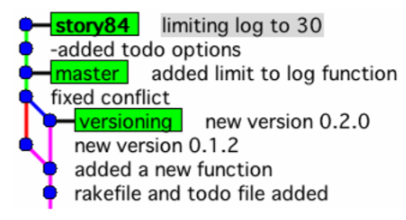 story84 limiting log to 30
-added todo options
master added limit to log function
fixed conflict
versioning new version 0.2.0
new version 0.1.2
added a new function
rakefile and todo file added